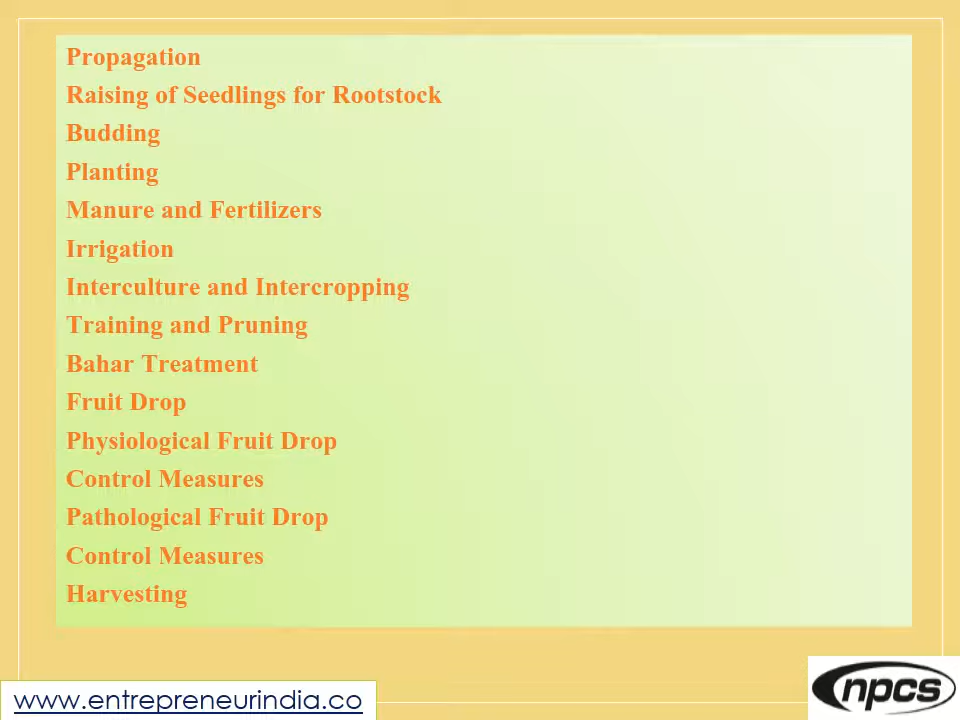 Propagation
Raising of Seedlings for Rootstock
Budding
Planting
Manure and Fertilizers
Irrigation
Interculture and Intercropping
Training and Pruning
Bahar Treatment
Fruit Drop
Physiological Fruit Drop
Control Measures
Pathological Fruit Drop
Control Measures
Harvesting
www.entrepreneurindia.co
npcs